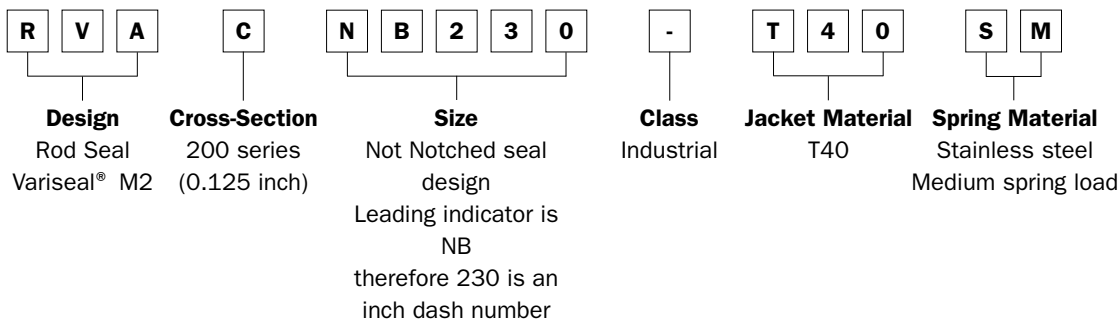 R V A C N B 2 3 0 - T 4 0 S M
Design Cross-Section Size Class Jacket Material Spring Material
Rod Seal 200 series Not Notched seal Industrial T40 Stainless steel
Variseal® M2 (0.125 inch) design Medium spring load
Leading indicator is
NB
therefore 230 is an
inch dash number